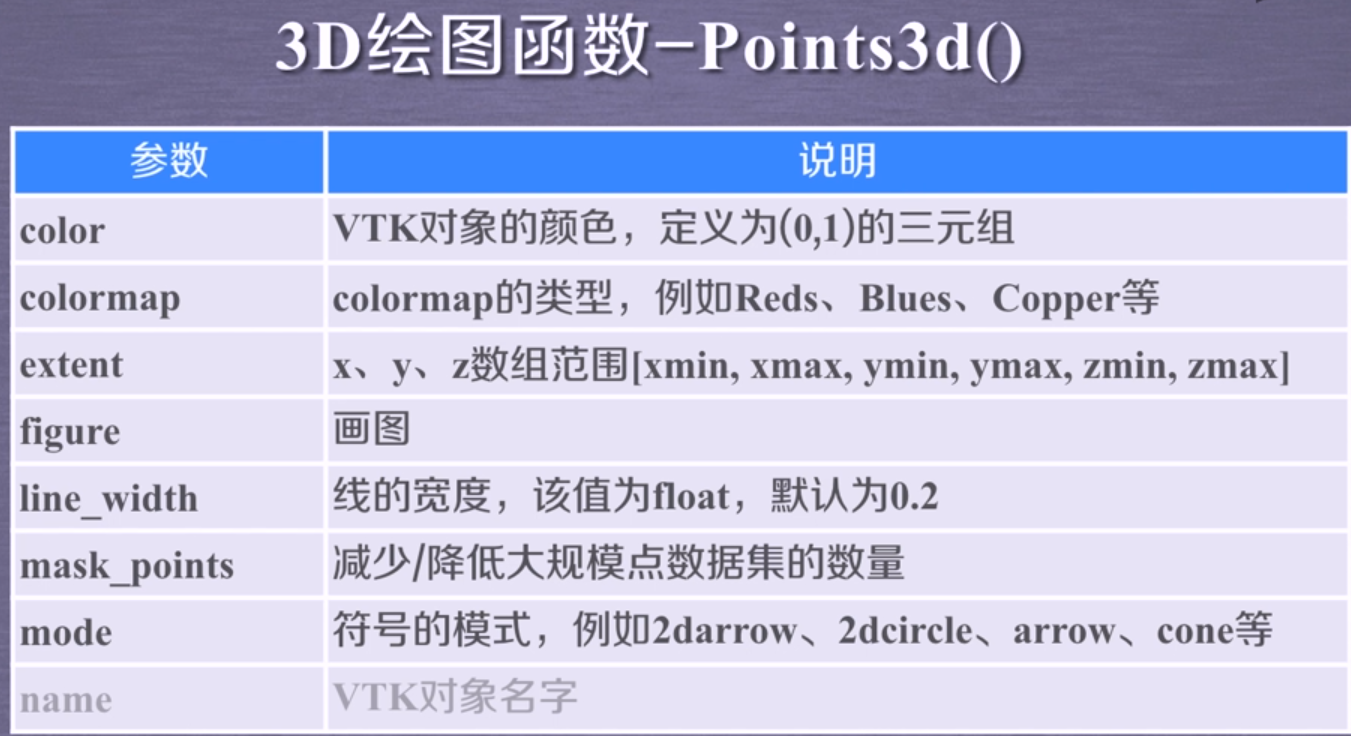 3D绘图函数-Points3d()
参数 说明
color VTK对象的颜色，定义为(0,1)的三元组
colormap colormap的类型，例如Reds、Blues、Copper等
extent x、y、z数组范围[xmin, xmax, ymin, ymax, zmin, zmax]
figure 画图
line_width 线的宽度，该值为float，默认为0.2
mask_points 减少/降低大规模点数据集的数量
mode 符号的模式，例如2darrow、2dcircle、arrow、cone等
name VTK对象名字